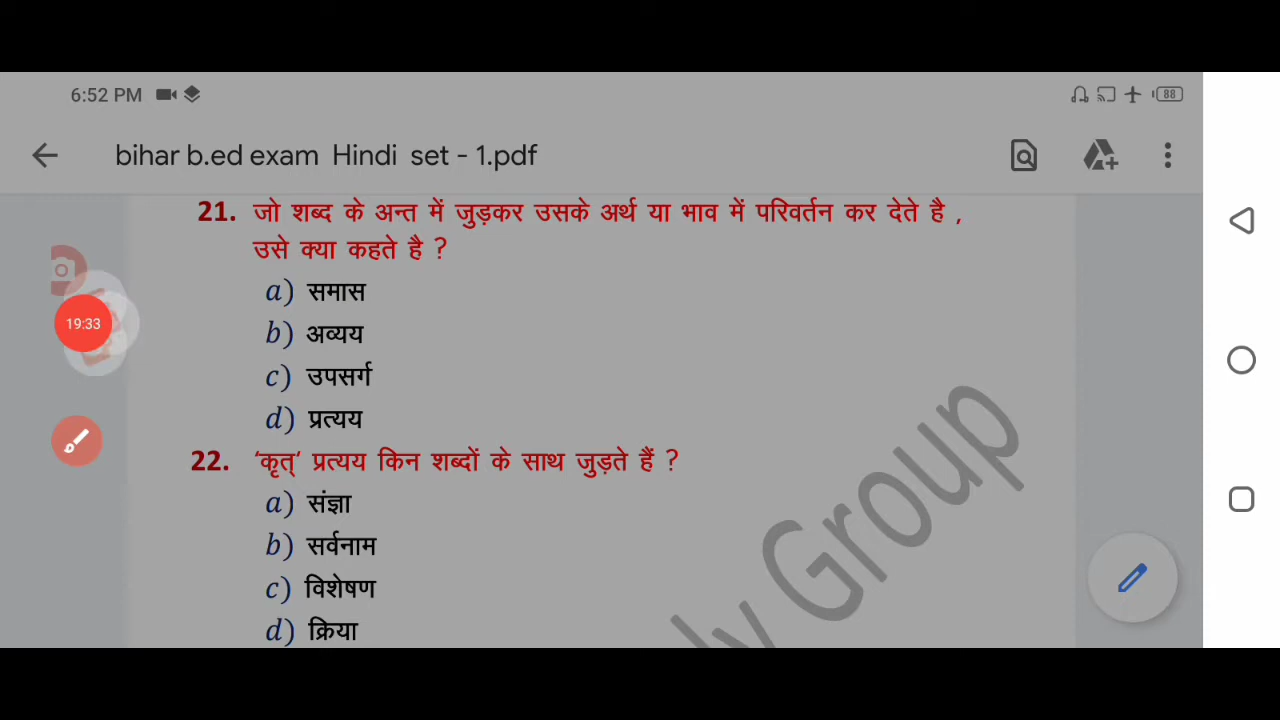 6:52 PM
88
bihar b.ed exam Hindi set - 1.pdf
21. जो शब्द के अन्त में जुड़कर उसके अर्थ या भाव में परिवर्तन कर देते है ,
उसे क्या कहते है ?
a) समास
19:33
b) अव्यय
c) उपसर्ग
d) प्रत्यय
22. ‘कृत्’ प्रत्यय किन शब्दों के साथ जुड़ते हैं ?
a) संज्ञा
b) सर्वनाम
c) विशेषण
d) क्रिया
Group